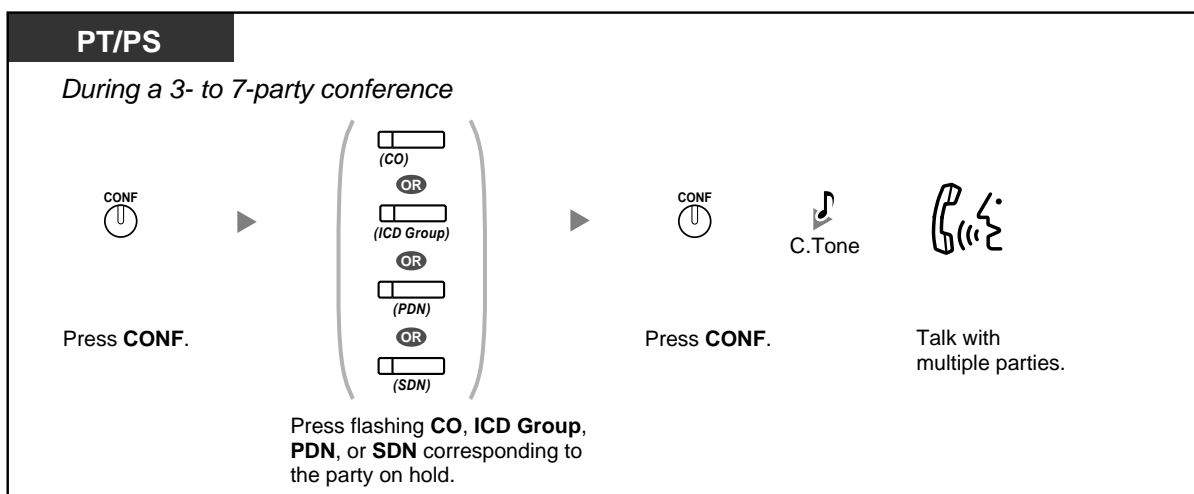 PT/PS
During a 3- to 7-party conference
CONF
Press CONF.
(CO)
OR
(ICD Group)
OR
(PDN)
OR
(SDN)
Press flashing CO, ICD Group,
PDN, or SDN corresponding to
the party on hold.
CONF
Press CONF.
C.Tone
Talk with
multiple parties.